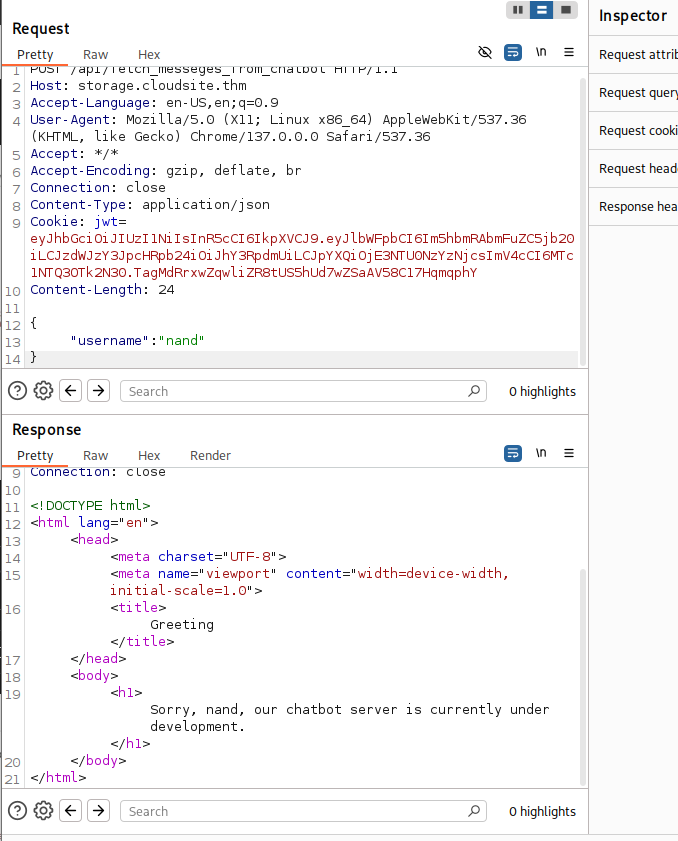 Request
Inspector
Pretty Raw Hex
\n
Request attrib
Request query
Request cooki
Request head
Response hea
1 POST /api/fetch_messeges_from_chatbot HTTP/1.1
2 Host: storage.cloudsite.thm
3 Accept-Language: en-US,en;q=0.9
4 User-Agent: Mozilla/5.0 (X11; Linux x86_64) AppleWebKit/537.36
(KHTML, like Gecko) Chrome/137.0.0.0 Safari/537.36
5 Accept: */*
6 Accept-Encoding: gzip, deflate, br
7 Connection: close
8 Content-Type: application/json
9 Cookie: jwt=
eyJhbGciOiJIUzI1NiIsInR5cCI6IkpXVCJ9.eyJlbWFpbCI6Im5hbmRAbmFuZC5jb20
iLCJzdWJzY3JpcHRpb24iOiJhY3RpdmUiLCJpYXQiOjE3NTU0NzYzNjcsImV4cCI6MTc
1NTQ3OTk2N30.TagMdRrxwZqwliZR8tUS5hUd7wZSaAV58C17HqmqphY
10 Content-Length: 24
11
12 {
13 "username":"nand"
14 }
Search
0 highlights
Response
Pretty Raw Hex Render
\n
9 Connection: close
10
11 <!DOCTYPE html>
12 <html lang="en">
13 <head>
14 <meta charset="UTF-8">
15 <meta name="viewport" content="width=device-width,
initial-scale=1.0">
16 <title>
Greeting
</title>
17 </head>
18 <body>
19 <h1>
Sorry, nand, our chatbot server is currently under
development.
</h1>
20 </body>
21 </html>
Search
0 highlights